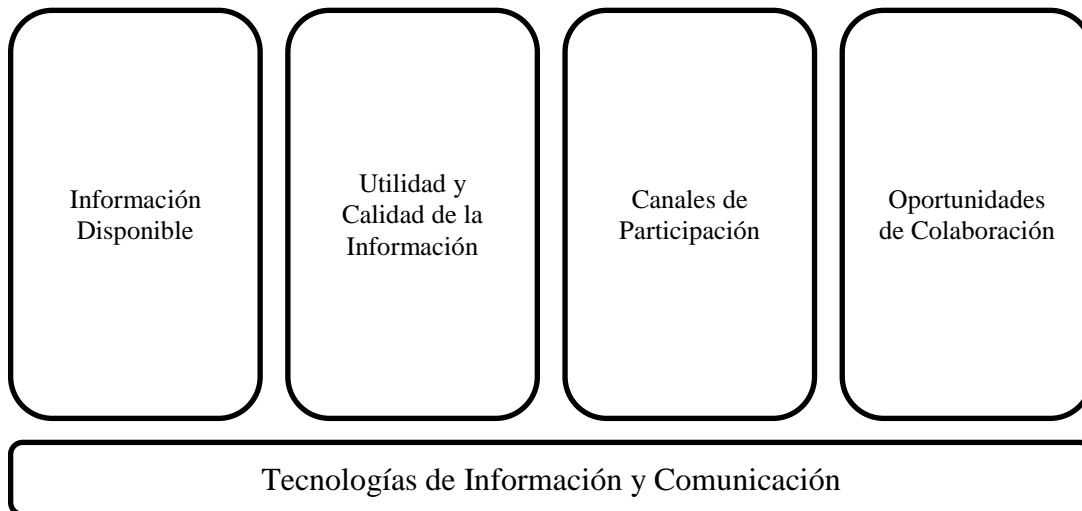 Información
Disponible
Utilidad y
Calidad de la
Información
Canales de
Participación
Oportunidades
de Colaboración
Tecnologías de Información y Comunicación